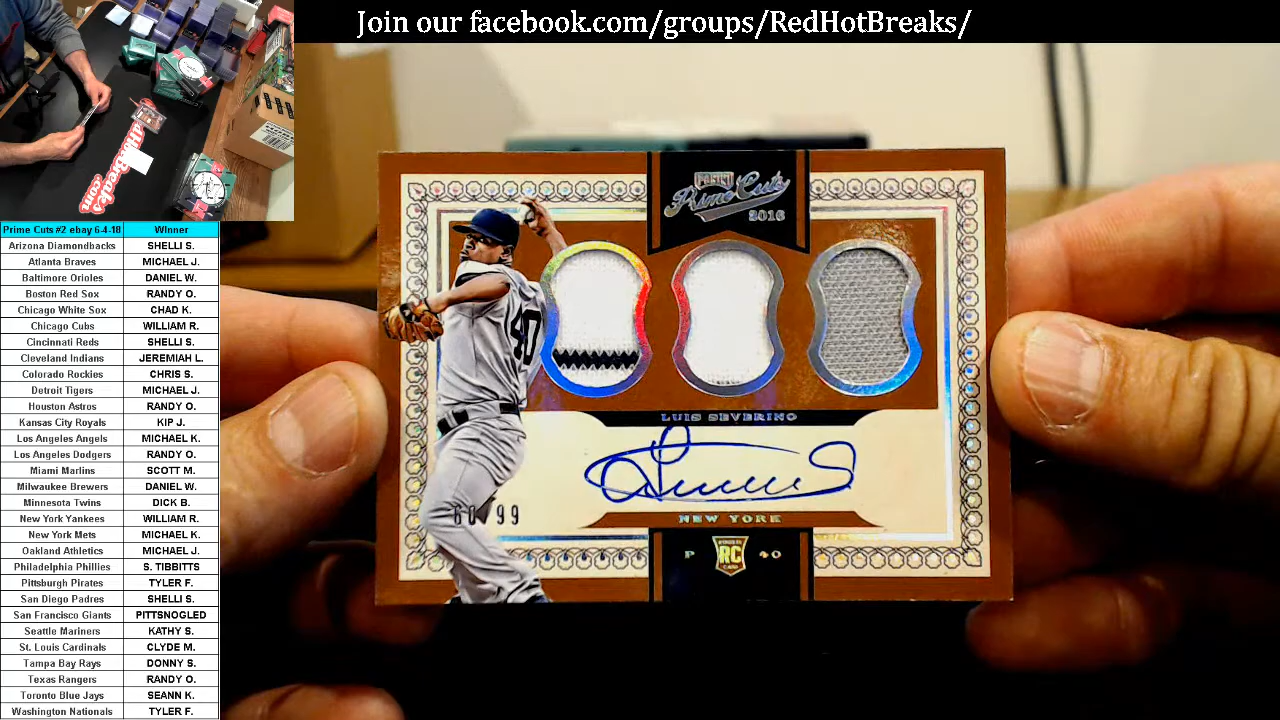 Join our facebook.com/groups/RedHotBreaks/
Prime Cuts #2 ebay 6-4-18 Winner
Arizona Diamondbacks SHELLI S.
Atlanta Braves MICHAEL J.
Baltimore Orioles DANIEL W.
Boston Red Sox RANDY O.
Chicago White Sox CHAD K.
Chicago Cubs WILLIAM R.
Cincinnati Reds SHELLI S.
Cleveland Indians JEREMIAH L.
Colorado Rockies CHRIS S.
Detroit Tigers MICHAEL J.
Houston Astros RANDY O.
Kansas City Royals KIP J.
Los Angeles Angels MICHAEL K.
Los Angeles Dodgers RANDY O.
Miami Marlins SCOTT M.
Milwaukee Brewers DANIEL W.
Minnesota Twins DICK B.
New York Yankees WILLIAM R.
New York Mets MICHAEL K.
Oakland Athletics MICHAEL J.
Philadelphia Phillies S. TIBBITTS
Pittsburgh Pirates TYLER F.
San Diego Padres SHELLI S.
San Francisco Giants PITTSNOGLED
Seattle Mariners KATHY S.
St. Louis Cardinals CLYDE M.
Tampa Bay Rays DONNY S.
Texas Rangers RANDY O.
Toronto Blue Jays SEANN K.
Washington Nationals TYLER F.
PANINI
Prime Cuts
2016
40
LUIS SEVERINO
60/99
NEW YORK
P RC 40
RedHotBreaks
.com